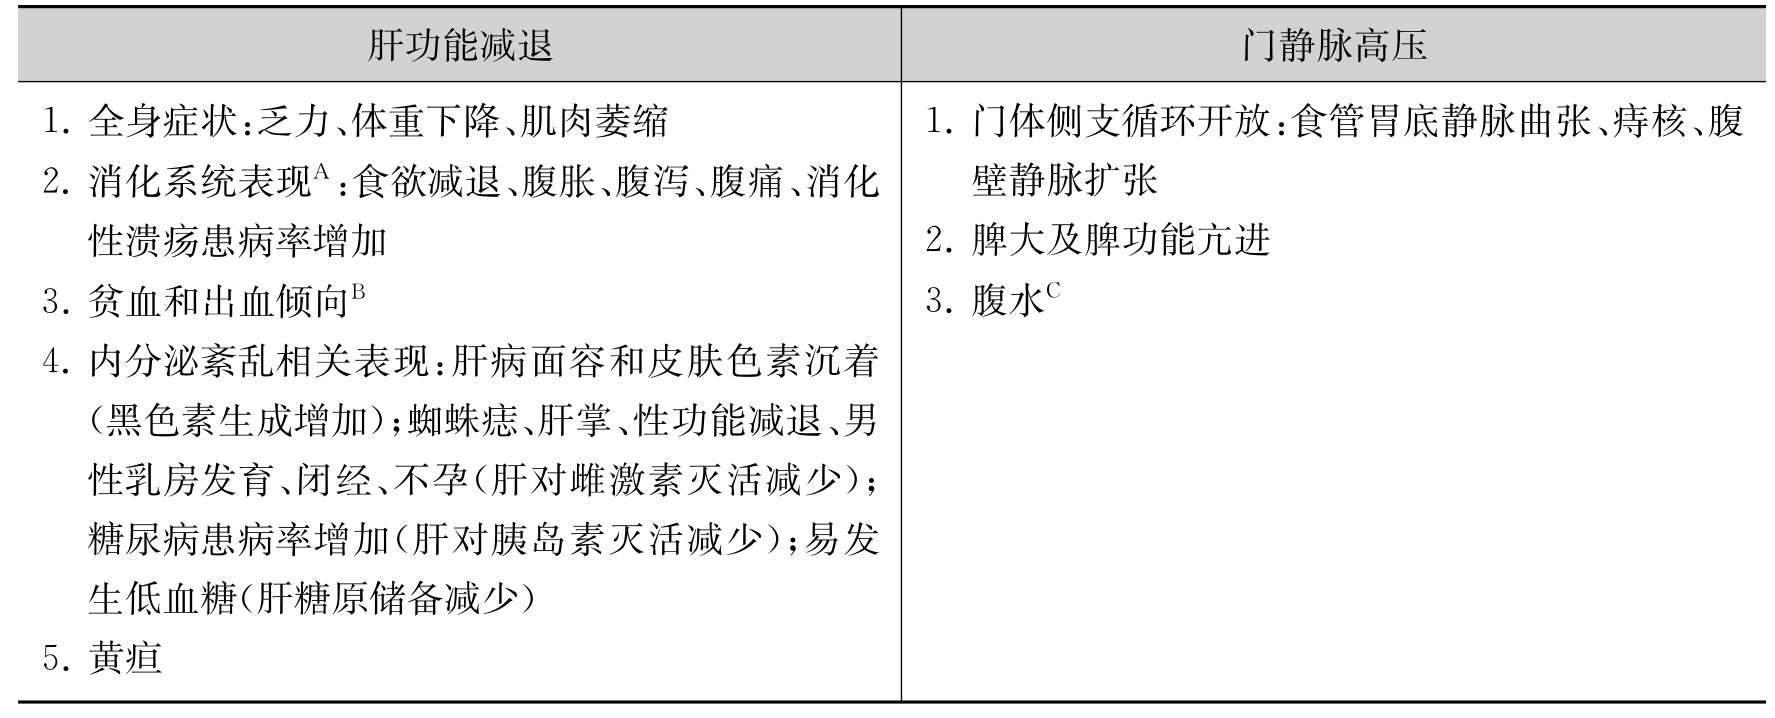 肝功能减退
门静脉高压
1. 全身症状:乏力、体重下降、肌肉萎缩
2. 消化系统表现A:食欲减退、腹胀、腹泻、腹痛、消化
性溃疡患病率增加
3. 贫血和出血倾向B
4. 内分泌紊乱相关表现:肝病面容和皮肤色素沉着
(黑色素生成增加);蜘蛛痣、肝掌、性功能减退、男
性乳房发育、闭经、不孕(肝对雌激素灭活减少);
糖尿病患病率增加(肝对胰岛素灭活减少);易发
生低血糖(肝糖原储备减少)
5. 黄疸
1. 门体侧支循环开放:食管胃底静脉曲张、痔核、腹
壁静脉扩张
2. 脾大及脾功能亢进
3. 腹水C